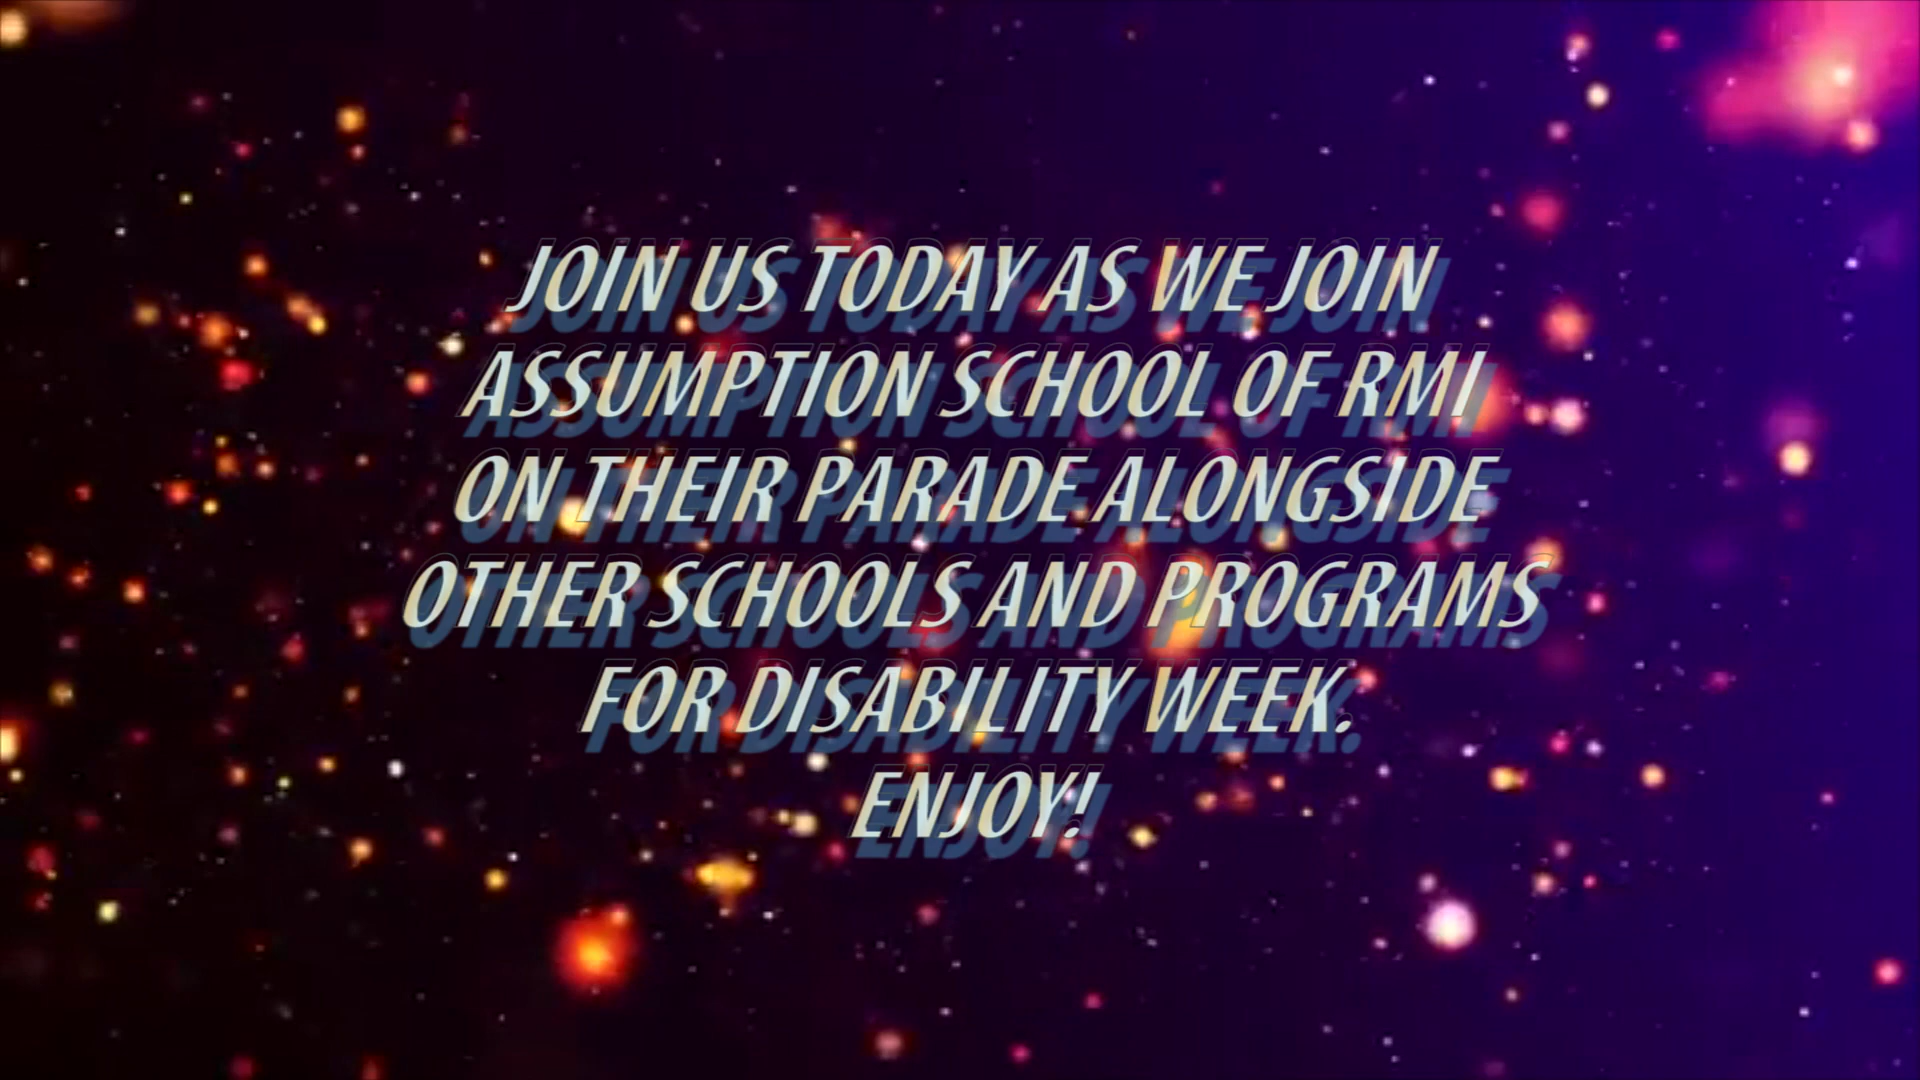 JOIN US TODAY AS WE JOIN
ASSUMPTION SCHOOL OF RMI
ON THEIR PARADE ALONGSIDE
OTHER SCHOOLS AND PROGRAMS
FOR DISABILITY WEEK.
ENJOY!